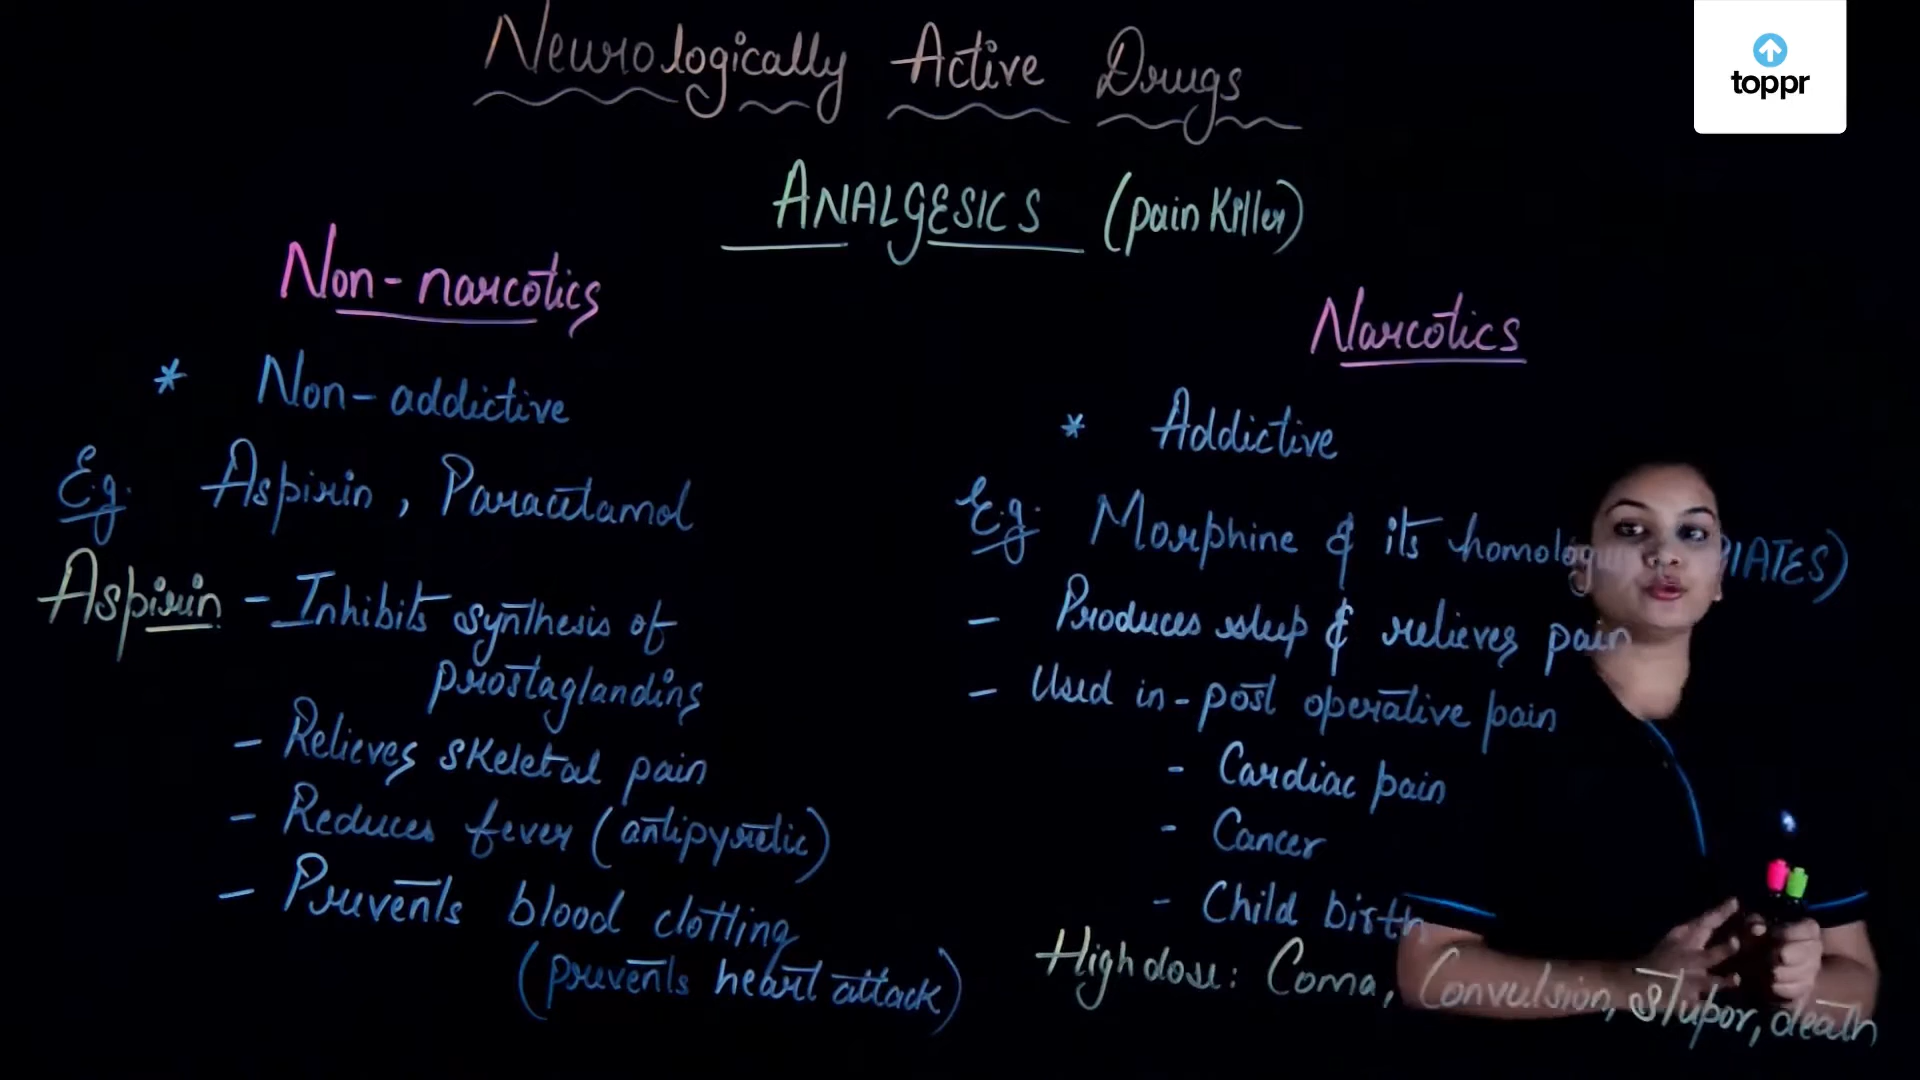 Neurologically Active Drugs
toppr
ANALGESICS (pain Killer)
Non-narcotics
* Non-addictive
Eg. Aspirin, Paracetamol
Aspirin - Inhibits synthesis of
prostaglandins
- Relieves skeletal pain
- Reduces fever (antipyretic)
- Prevents blood clotting
(prevents heart attack)
Narcotics
* Addictive
Eg: Morphine & its
- Produces sleep & relieves pain
- Used in - post operative pain
- Cardiac pain
- Cancer
- Child birth
High dose: Coma, Convulsion, stupor, death